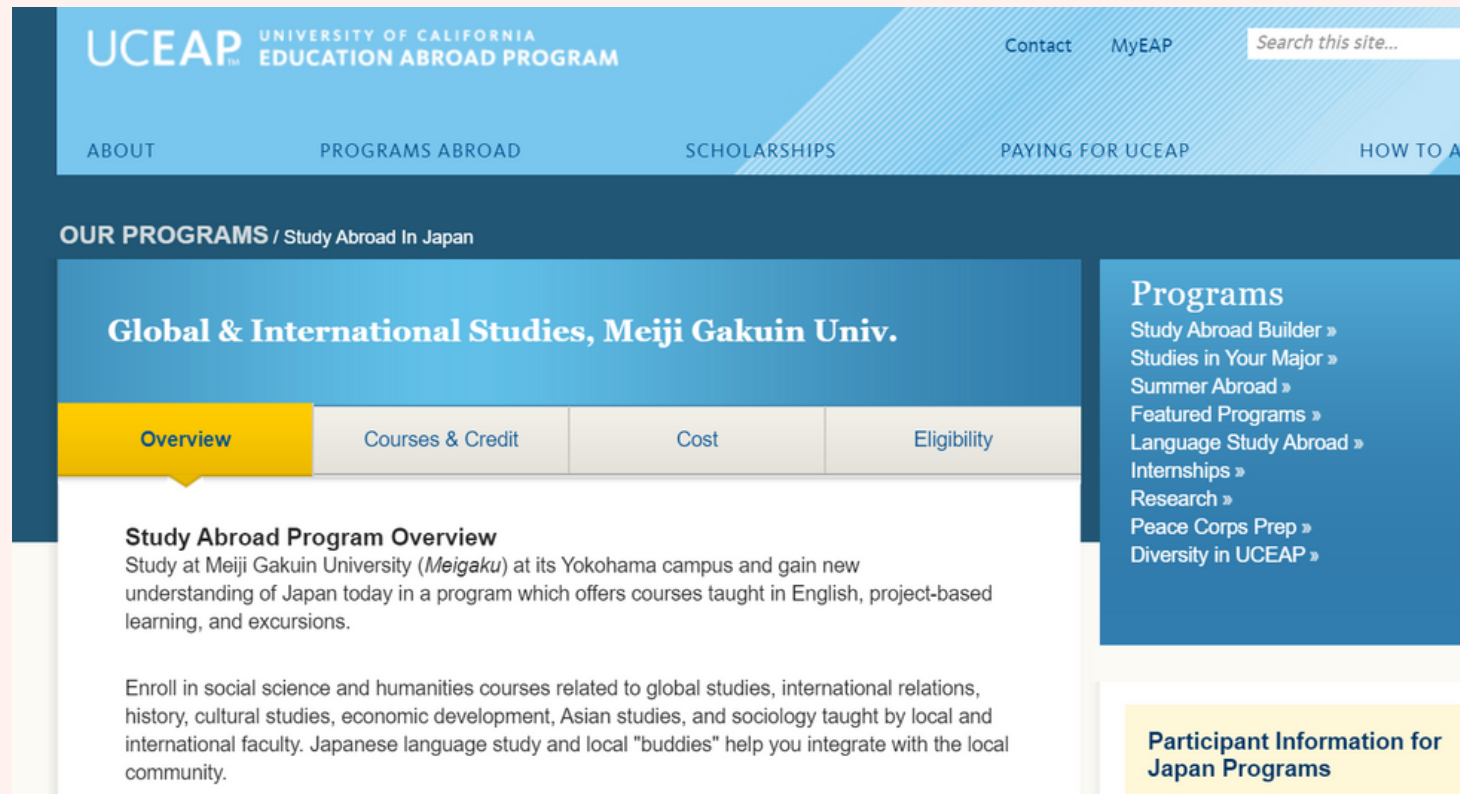 UCEAP™ UNIVERSITY OF CALIFORNIA
EDUCATION ABROAD PROGRAM
Contact MyEAP Search this site...
ABOUT PROGRAMS ABROAD SCHOLARSHIPS PAYING FOR UCEAP HOW TO A
OUR PROGRAMS / Study Abroad In Japan
Global & International Studies, Meiji Gakuin Univ.
Overview Courses & Credit Cost Eligibility
Study Abroad Program Overview
Study at Meiji Gakuin University (Meigaku) at its Yokohama campus and gain new
understanding of Japan today in a program which offers courses taught in English, project-based
learning, and excursions.
Enroll in social science and humanities courses related to global studies, international relations,
history, cultural studies, economic development, Asian studies, and sociology taught by local and
international faculty. Japanese language study and local "buddies" help you integrate with the local
community.
Programs
Study Abroad Builder »
Studies in Your Major »
Summer Abroad »
Featured Programs »
Language Study Abroad »
Internships »
Research »
Peace Corps Prep »
Diversity in UCEAP »
Participant Information for
Japan Programs